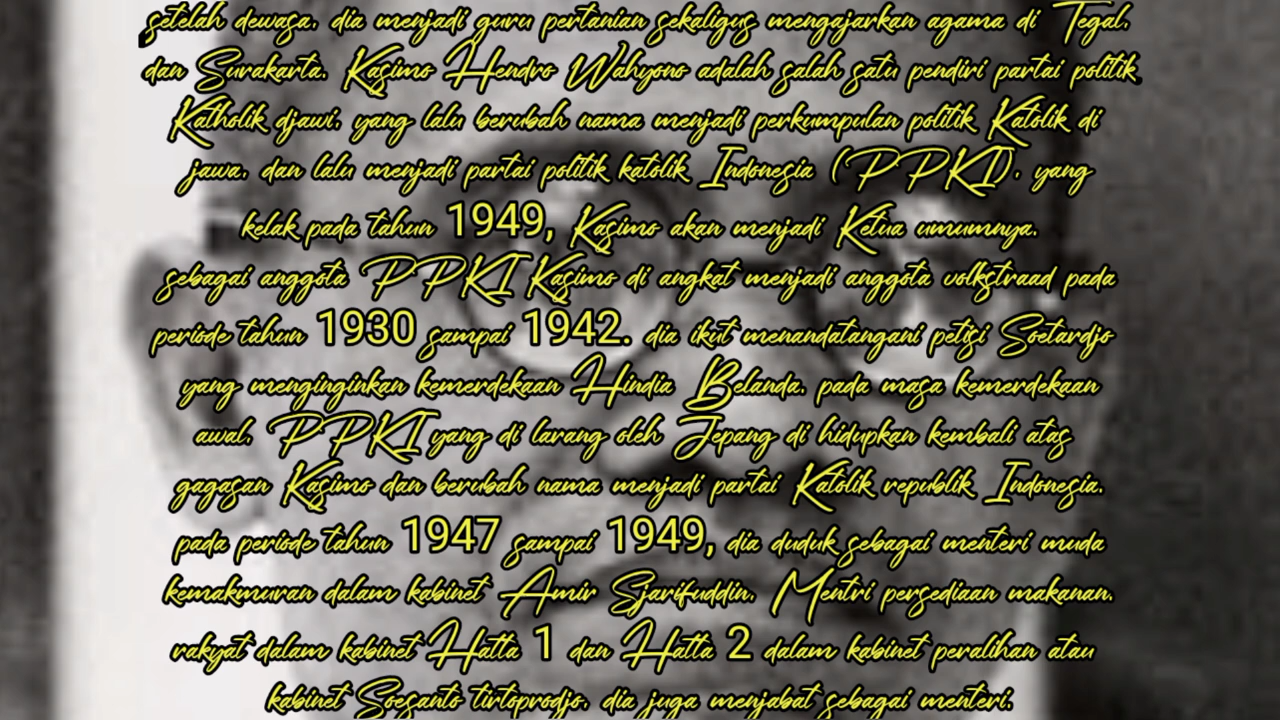 setelah dewasa, dia menjadi guru pertanian sekaligus mengajarkan agama di Tegal,
dan Surakarta. Kasimo Hendro Wahyono adalah salah satu pendiri partai politik
Katholik djawi, yang lalu berubah nama menjadi perkumpulan politik Katolik di
jawa, dan lalu menjadi partai politik katolik Indonesia (PPKI), yang
kelak pada tahun 1949, Kasimo akan menjadi Ketua umumnya.
sebagai anggota PPKI Kasimo di angkat menjadi anggota volkstraad pada
periode tahun 1930 sampai 1942. dia ikut menandatangani petisi Soetardjo
yang menginginkan kemerdekaan Hindia Belanda. pada masa kemerdekaan
awal, PPKI yang di larang oleh Jepang di hidupkan kembali atas
gagasan Kasimo dan berubah nama menjadi partai Katolik republik Indonesia.
pada periode tahun 1947 sampai 1949, dia duduk sebagai menteri muda
kemakmuran dalam kabinet Amir Sjarifuddin. Mentri persediaan makanan,
rakyat dalam kabinet Hatta 1 dan Hatta 2 dalam kabinet peralihan atau
kabinet Soesanto tirtoprodjo. dia juga menjabat sebagai menteri.